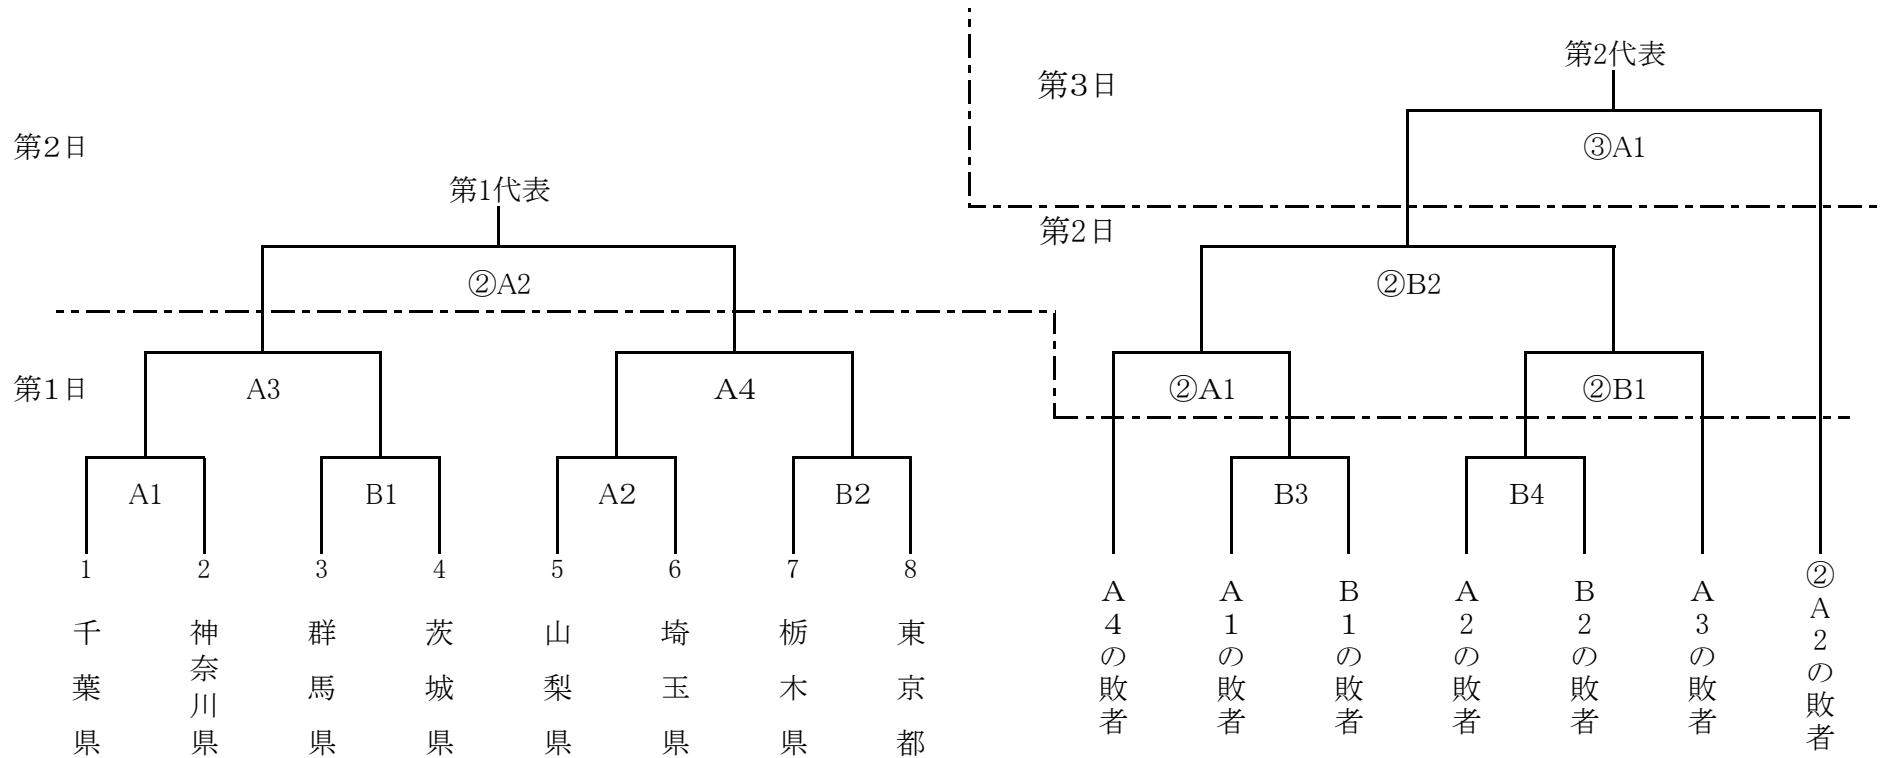 第2代表
第３日
③A1
第２日
第1代表
第2日
②A2
②B2
第１日
A3
A４
②A１
②B１
A１
B１
A２
B２
B3
B4
1
2
3
4
5
6
7
8
千葉県
神奈川県
群馬県
茨城県
山梨県
埼玉県
栃木県
東京都
A４の敗者
A１の敗者
B１の敗者
A２の敗者
B２の敗者
A３の敗者
②A２の敗者